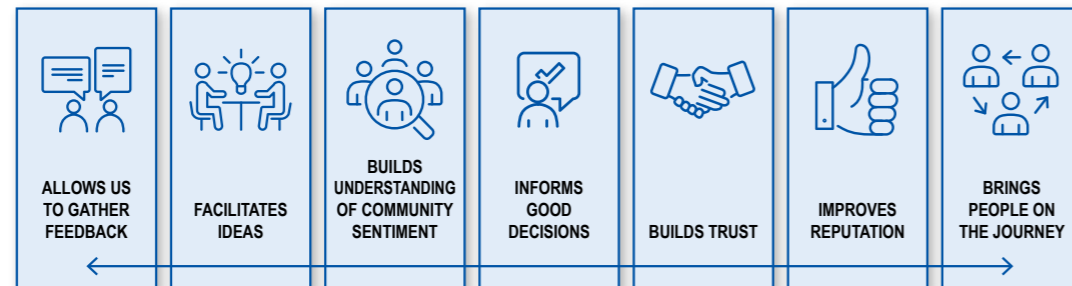 ALLOWS US
TO GATHER
FEEDBACK
FACILITATES
IDEAS
BUILDS
UNDERSTANDING
OF COMMUNITY
SENTIMENT
INFORMS
GOOD
DECISIONS
BUILDS TRUST
IMPROVES
REPUTATION
BRINGS
PEOPLE ON
THE JOURNEY